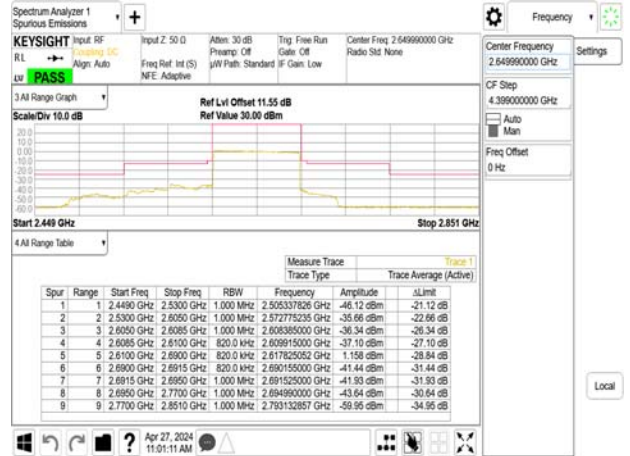 Spectrum Analyzer 1
Spurious Emissions
Frequency
KEYSIGHT
RL
PASS
Input: RF
Coupling: DC
Align: Auto
Input Z: 50 Ω
Freq Ref: Int (S)
NFE: Adaptive
Atten: 30 dB
Preamp: Off
µW Path: Standard
Trig: Free Run
Gate: Off
IF Gain: Low
Center Freq: 2.649990000 GHz
Radio Std: None
Center Frequency
2.649990000 GHz
Settings
CF Step
4.399000000 GHz
Auto
Man
Freq Offset
0 Hz
Local
3 All Range Graph
Scale/Div 10.0 dB
Ref Lvl Offset 11.55 dB
Ref Value 30.00 dBm
20.0
10.0
0.00
-10.0
-20.0
-30.0
-40.0
-50.0
-60.0
Start 2.449 GHz
Stop 2.851 GHz
4 All Range Table
Measure Trace Trace 1
Trace Type Trace Average (Active)
Spur Range Start Freq Stop Freq RBW Frequency Amplitude ΔLimit
1 1 2.4490 GHz 2.5300 GHz 1.000 MHz 2.505337826 GHz -46.12 dBm -21.12 dB
2 2 2.5300 GHz 2.6050 GHz 1.000 MHz 2.572775235 GHz -35.66 dBm -22.66 dB
3 3 2.6050 GHz 2.6085 GHz 1.000 MHz 2.608385000 GHz -36.34 dBm -26.34 dB
4 4 2.6085 GHz 2.6100 GHz 820.0 kHz 2.609915000 GHz -37.10 dBm -27.10 dB
5 5 2.6100 GHz 2.6900 GHz 820.0 kHz 2.617825052 GHz 1.158 dBm -28.84 dB
6 6 2.6900 GHz 2.6915 GHz 820.0 kHz 2.690155000 GHz -41.44 dBm -31.44 dB
7 7 2.6915 GHz 2.6950 GHz 1.000 MHz 2.691525000 GHz -41.93 dBm -31.93 dB
8 8 2.6950 GHz 2.7700 GHz 1.000 MHz 2.694990000 GHz -43.64 dBm -30.64 dB
9 9 2.7700 GHz 2.8510 GHz 1.000 MHz 2.793132857 GHz -59.95 dBm -34.95 dB
Apr 27, 2024
11:01:11 AM